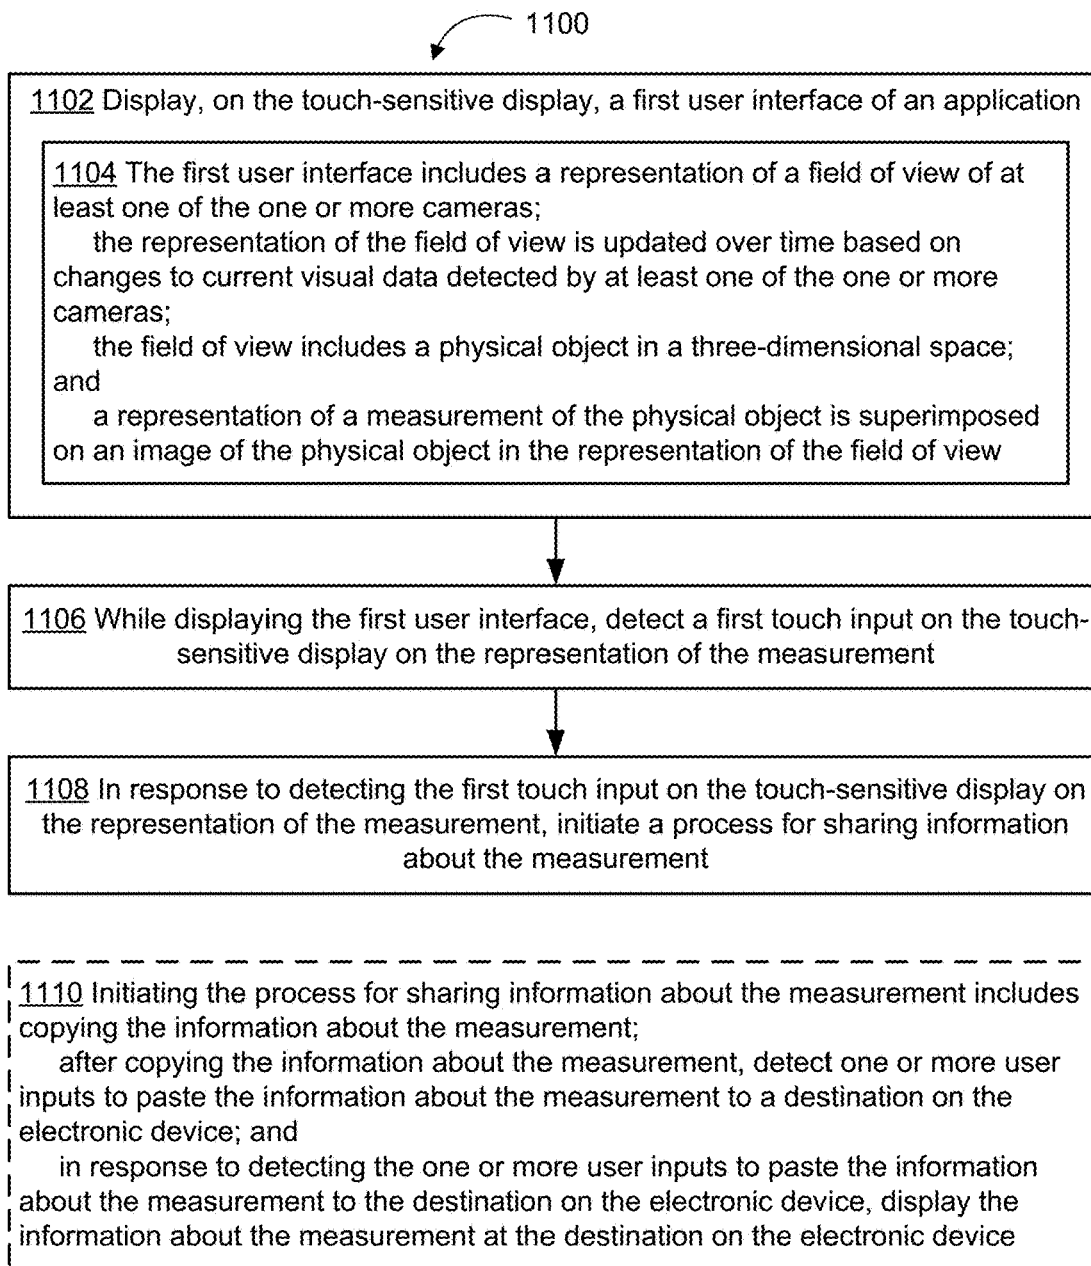 1100
1102 Display, on the touch-sensitive display, a first user interface of an application
1104 The first user interface includes a representation of a field of view of at
least one of the one or more cameras;
the representation of the field of view is updated over time based on
changes to current visual data detected by at least one of the one or more
cameras;
the field of view includes a physical object in a three-dimensional space;
and
a representation of a measurement of the physical object is superimposed
on an image of the physical object in the representation of the field of view
1106 While displaying the first user interface, detect a first touch input on the touch-
sensitive display on the representation of the measurement
1108 In response to detecting the first touch input on the touch-sensitive display on
the representation of the measurement, initiate a process for sharing information
about the measurement
1110 Initiating the process for sharing information about the measurement includes
copying the information about the measurement;
after copying the information about the measurement, detect one or more user
inputs to paste the information about the measurement to a destination on the
electronic device; and
in response to detecting the one or more user inputs to paste the information
about the measurement to the destination on the electronic device, display the
information about the measurement at the destination on the electronic device